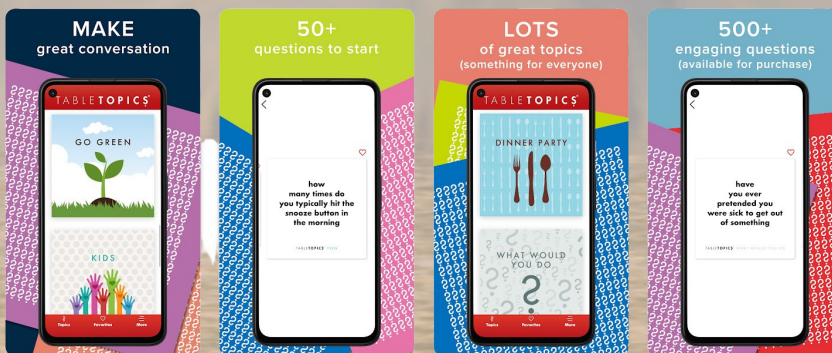 MAKE
great conversation
TABLETOPICS
GO GREEN
KIDS
Topics
Favorites
More
50+
questions to start
how
many times do
you typically hit the
snooze button in
the morning
TABLETOPICS
LOTS
of great topics
(something for everyone)
TABLETOPICS
DINNER PARTY
WHAT WOULD
YOU DO
Topics
Favorites
More
500+
engaging questions
(available for purchase)
have
you ever
pretended you
were sick to get out
of something
TABLETOPICS